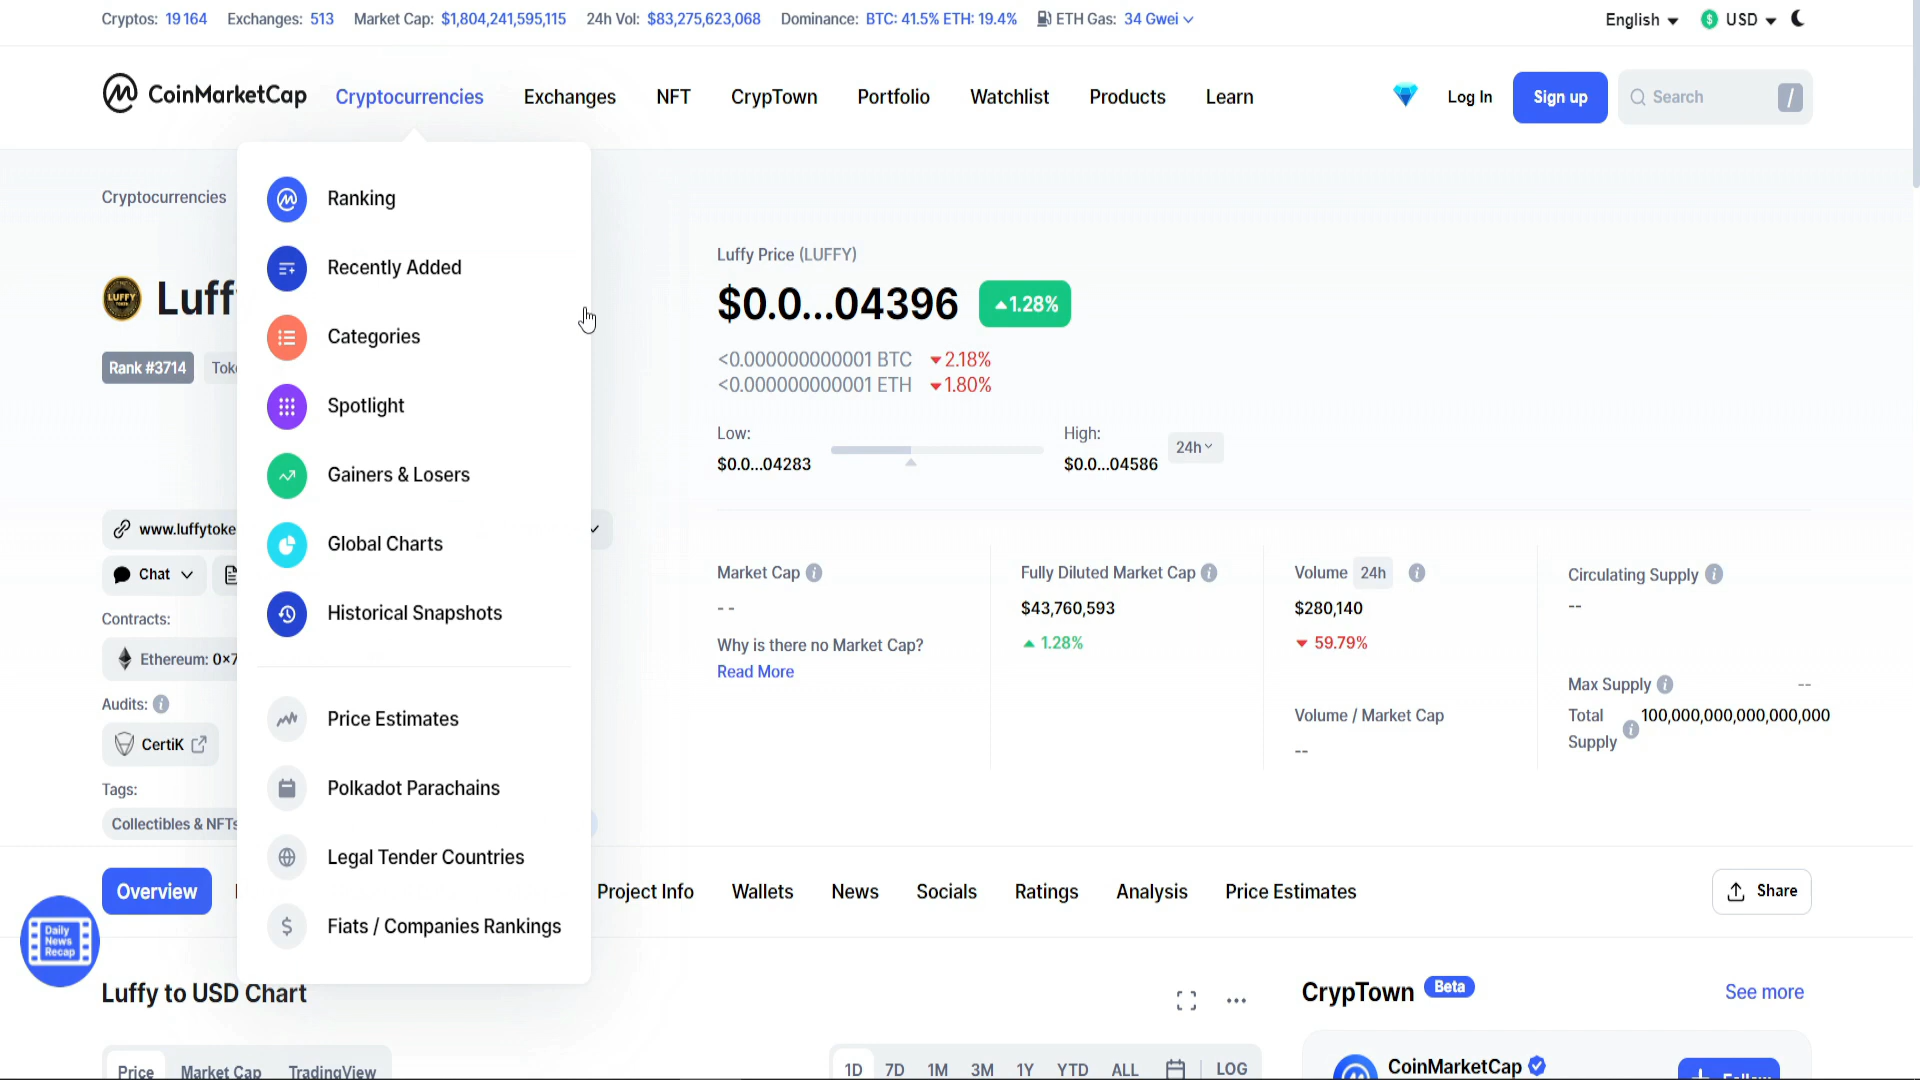 Cryptos: 19 164 Exchanges: 513 Market Cap: $1,804,241,595,115 24h Vol: $83,275,623,068 Dominance: BTC: 41.5% ETH: 19.4% ETH Gas: 34 Gwei English USD
CoinMarketCap Cryptocurrencies Exchanges NFT CrypTown Portfolio Watchlist Products Learn Log In Sign up Search /
Cryptocurrencies
Ranking
Recently Added
Categories
Spotlight
Gainers & Losers
Global Charts
Historical Snapshots
Price Estimates
Polkadot Parachains
Legal Tender Countries
Fiats / Companies Rankings
LUFFY
Luff
Rank #3714
www.luffytoke
Chat
Contracts:
Ethereum: 0x7
Audits:
CertiK
Tags:
Collectibles & NFTs
Luffy Price (LUFFY)
$0.0...04396 1.28%
<0.000000000001 BTC 2.18%
<0.000000000001 ETH 1.80%
Low: High:
$0.0...04283 $0.0...04586 24h
Market Cap
- -
Why is there no Market Cap?
Read More
Fully Diluted Market Cap
$43,760,593
1.28%
Volume 24h
$280,140
59.79%
Volume / Market Cap
--
Circulating Supply
--
Max Supply --
Total Supply 100,000,000,000,000,000
Overview Project Info Wallets News Socials Ratings Analysis Price Estimates Share
Daily
News
Recap
Luffy to USD Chart
Price Market Cap TradingView
1D 7D 1M 3M 1Y YTD ALL LOG
CrypTown Beta See more
CoinMarketCap